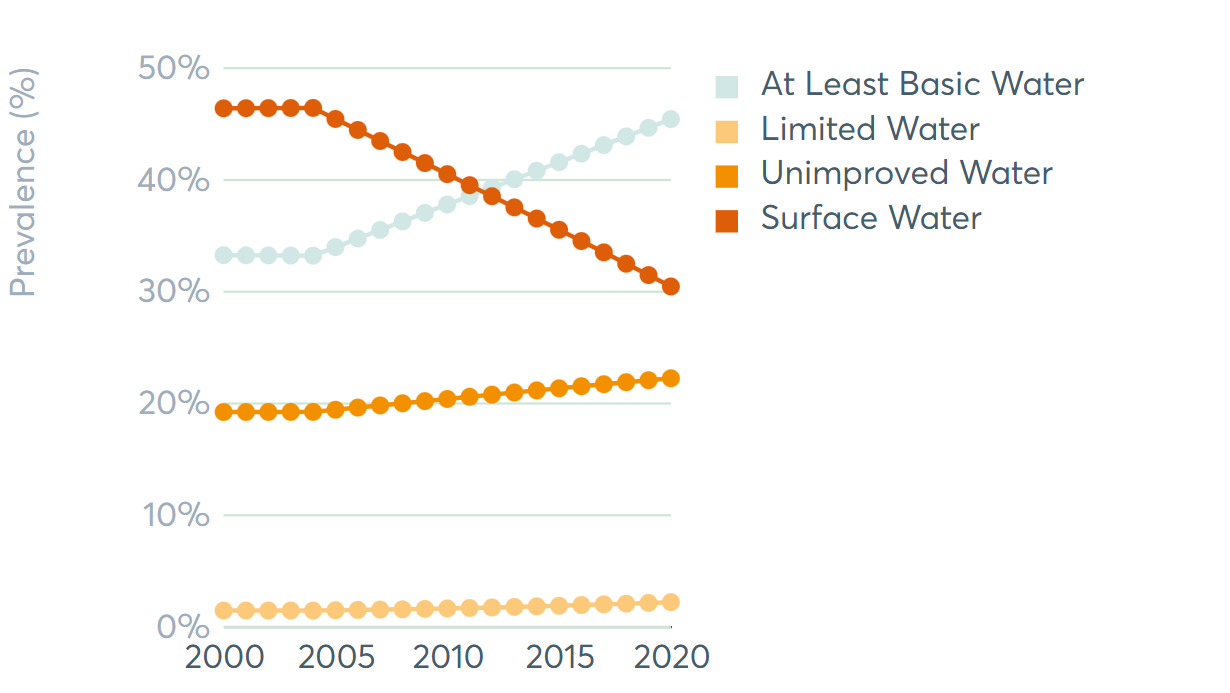 Prevalence (%)
50%
40%
30%
20%
10%
0%
2000 2005 2010 2015 2020
At Least Basic Water
Limited Water
Unimproved Water
Surface Water